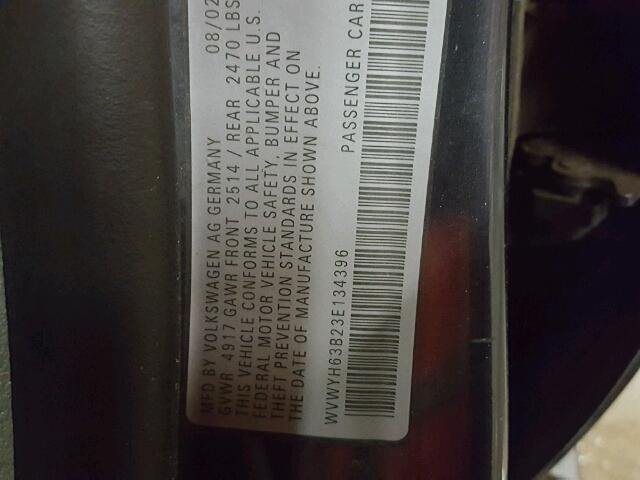 MFD BY VOLKSWAGEN AG GERMANY 08/02
GVWR 4917 GAWR FRONT 2514 / REAR 2470 LBS
THIS VEHICLE CONFORMS TO ALL APPLICABLE U.S.
FEDERAL MOTOR VEHICLE SAFETY, BUMPER AND
THEFT PREVENTION STANDARDS IN EFFECT ON
THE DATE OF MANUFACTURE SHOWN ABOVE.
WVWYH63B23E134396 PASSENGER CAR